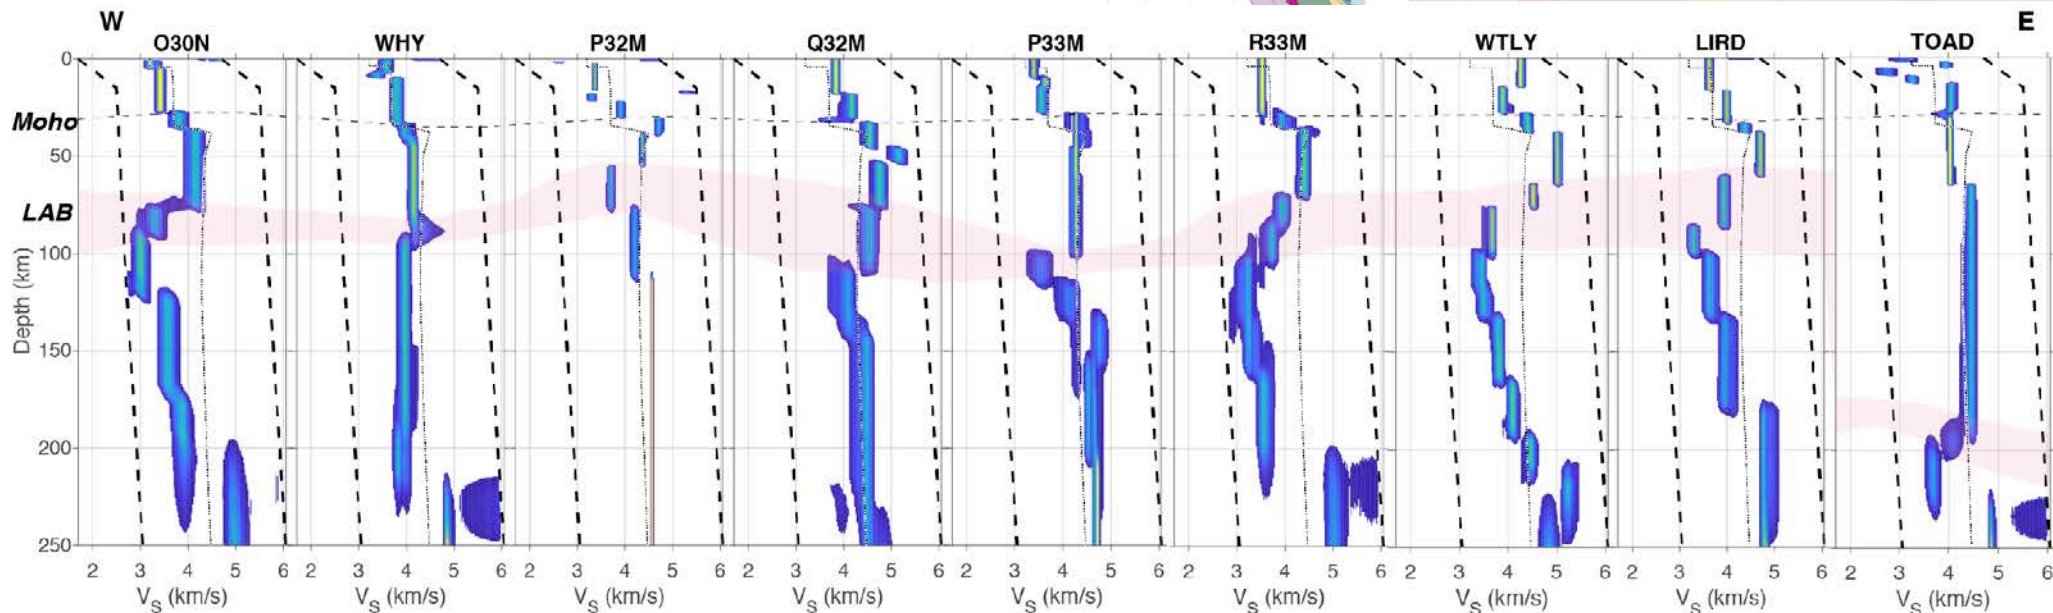 W E
O30N WHY P32M Q32M P33M R33M WTLY LIRD TOAD
0
Moho
50
LAB
100
Depth (km)
150
200
250
2 3 4 5 6 2 3 4 5 6 2 3 4 5 6 2 3 4 5 6 2 3 4 5 6 2 3 4 5 6 2 3 4 5 6 2 3 4 5 6 2 3 4 5 6
VS (km/s) VS (km/s) VS (km/s) VS (km/s) VS (km/s) VS (km/s) VS (km/s) VS (km/s) VS (km/s)